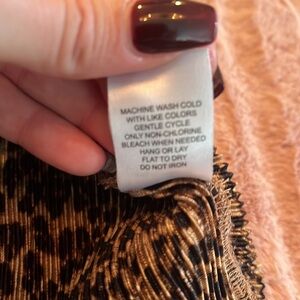 MACHINE WASH COLD
WITH LIKE COLORS
GENTLE CYCLE
ONLY NON-CHLORINE
BLEACH WHEN NEEDED
HANG OR LAY
FLAT TO DRY
DO NOT IRON